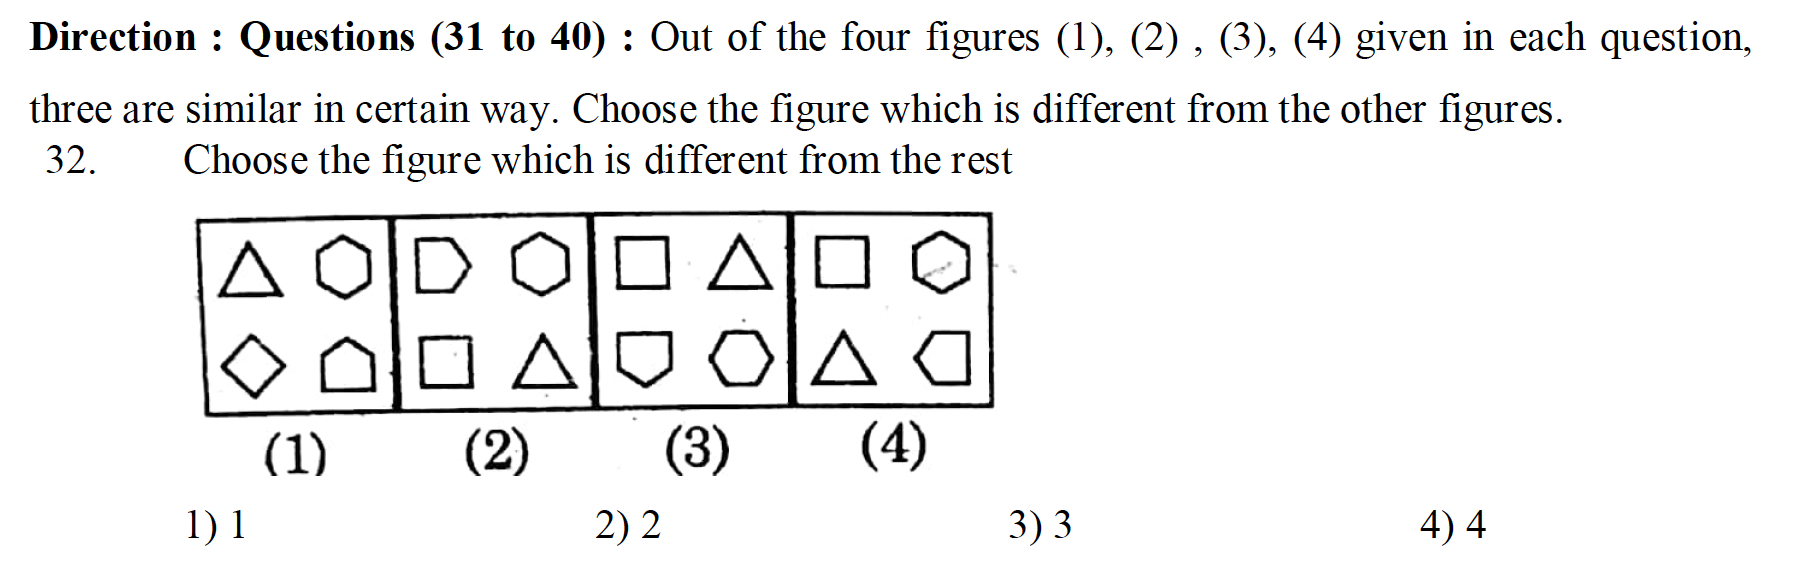 Direction : Questions (31 to 40) : Out of the four figures (1), (2) , (3), (4) given in each question,
three are similar in certain way. Choose the figure which is different from the other figures.
32. Choose the figure which is different from the rest
(1) (2) (3) (4)
1) 1 2) 2 3) 3 4) 4